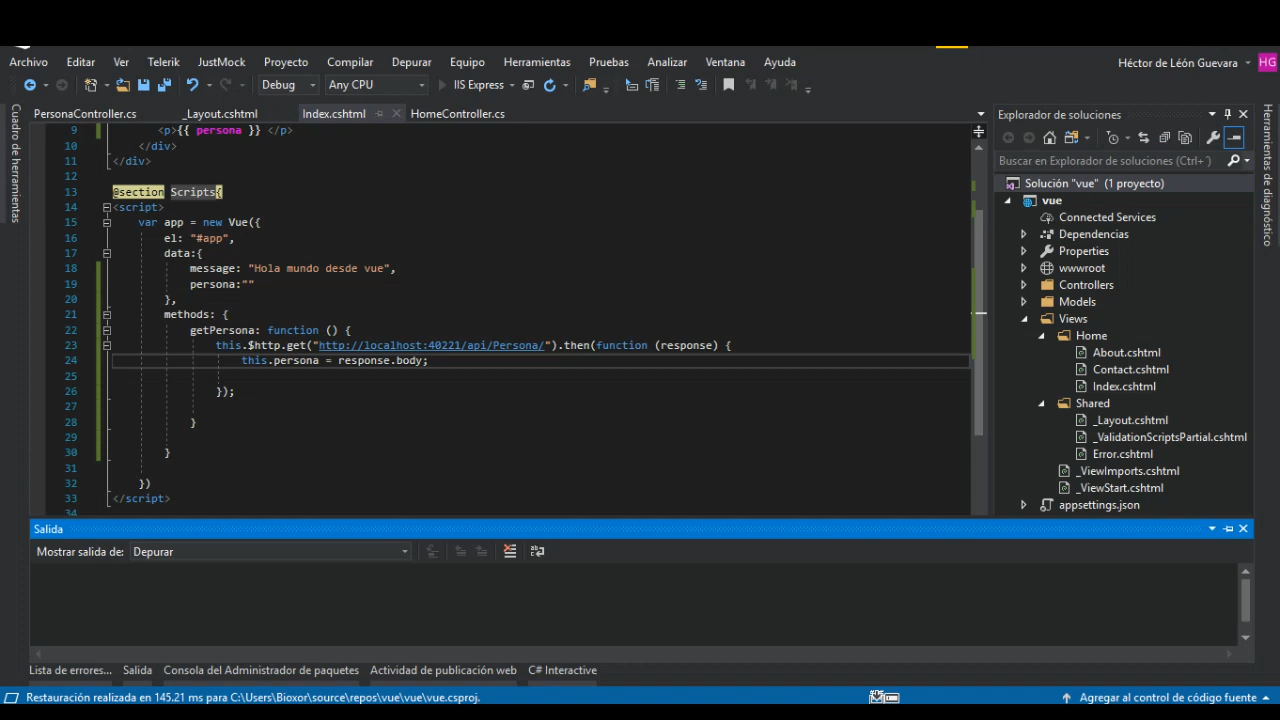 Archivo Editar Ver Telerik JustMock Proyecto Compilar Depurar Equipo Herramientas Pruebas Analizar Ventana Ayuda Héctor de León Guevara HG
Debug Any CPU IIS Express
Cuadro de herramientas
PersonaController.cs _Layout.cshtml Index.cshtml HomeController.cs
9 <p>{{ persona }} </p>
10 </div>
11 </div>
12
13 @section Scripts{
14 <script>
15 var app = new Vue({
16 el: "#app",
17 data:{
18 message: "Hola mundo desde vue",
19 persona:""
20 },
21 methods: {
22 getPersona: function () {
23 this.$http.get("http://localhost:40221/api/Persona/").then(function (response) {
24 this.persona = response.body;
25
26 });
27
28 }
29
30 }
31
32 })
33 </script>
34
Explorador de soluciones
Buscar en Explorador de soluciones (Ctrl+')
Solución "vue" (1 proyecto)
vue
Connected Services
Dependencias
Properties
wwwroot
Controllers
Models
Views
Home
About.cshtml
Contact.cshtml
Index.cshtml
Shared
_Layout.cshtml
_ValidationScriptsPartial.cshtml
Error.cshtml
_ViewImports.cshtml
_ViewStart.cshtml
appsettings.json
Herramientas de diagnóstico
Salida
Mostrar salida de: Depurar
Lista de errores... Salida Consola del Administrador de paquetes Actividad de publicación web C# Interactive
Restauración realizada en 145.21 ms para C:\Users\Bioxor\source\repos\vue\vue\vue.csproj. Agregar al control de código fuente